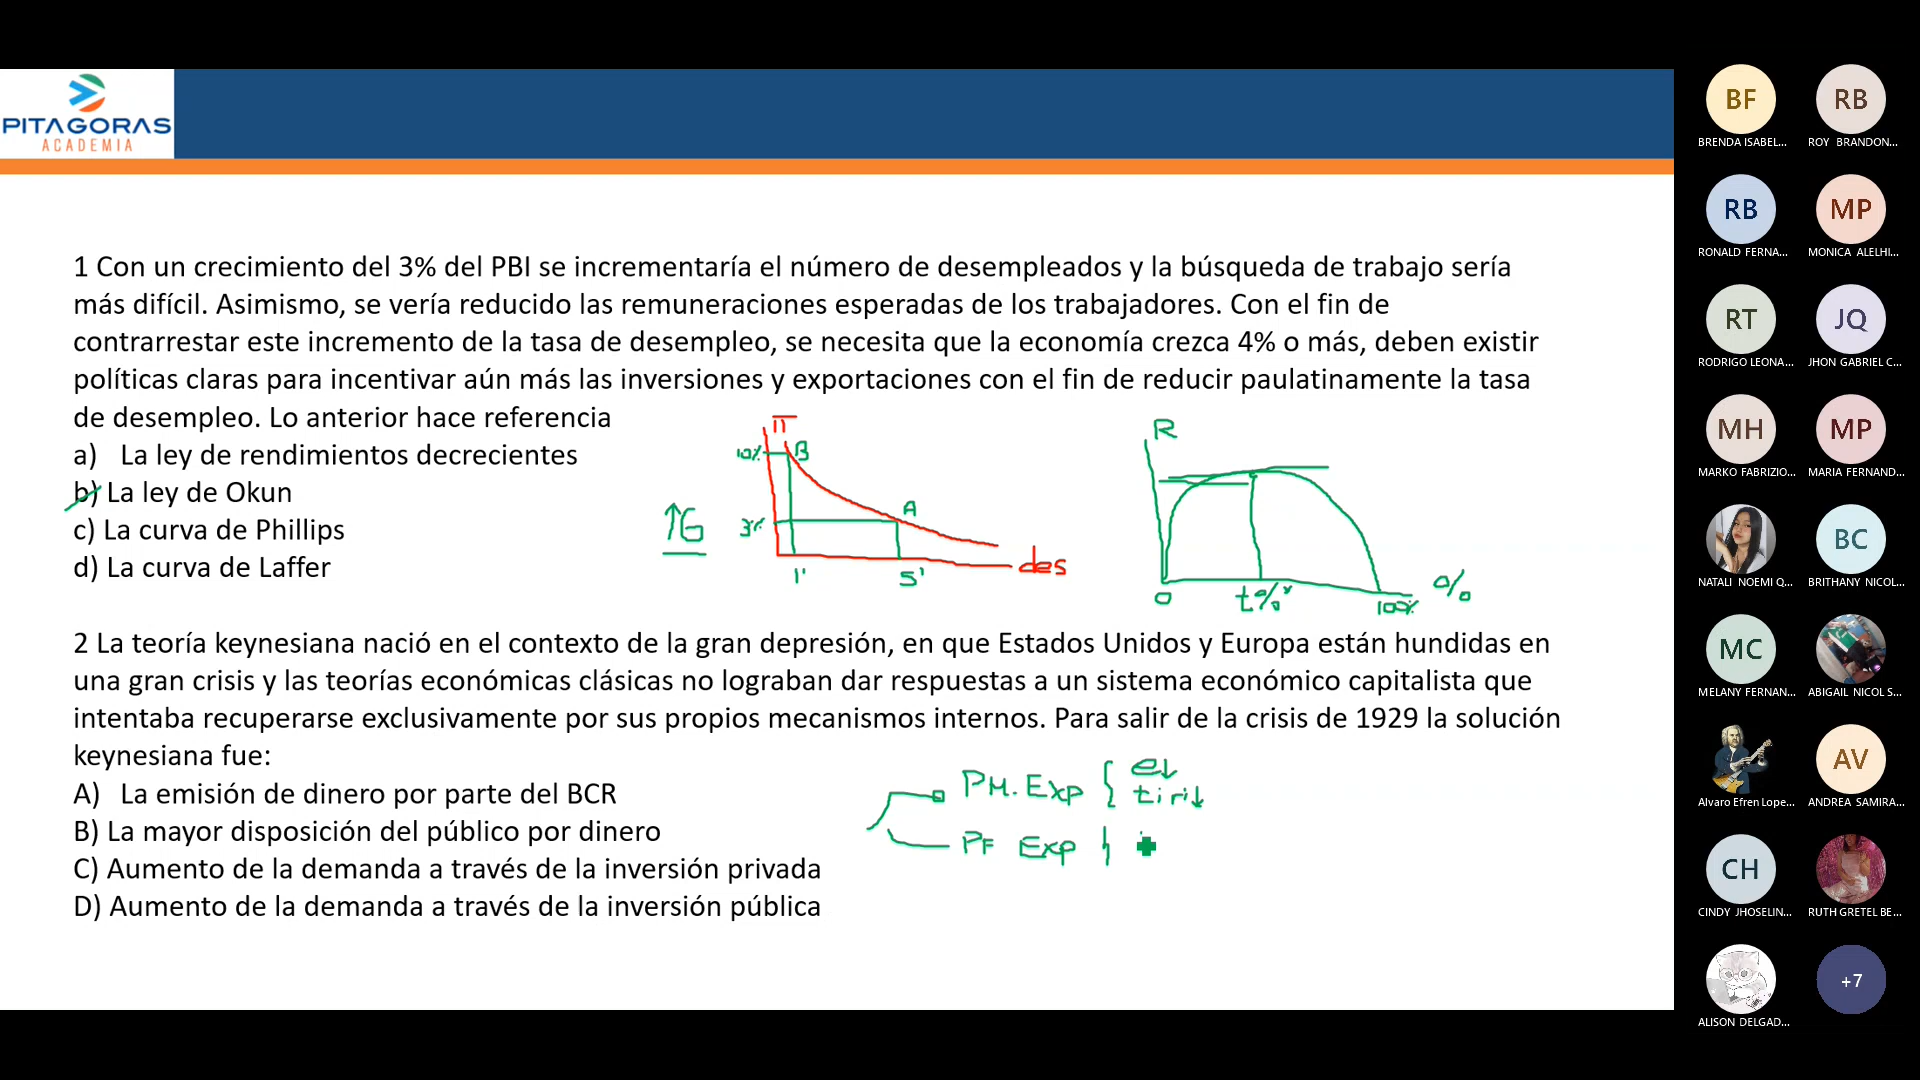 PITAGORAS
ACADEMIA
1 Con un crecimiento del 3% del PBI se incrementaría el número de desempleados y la búsqueda de trabajo sería
más difícil. Asimismo, se vería reducido las remuneraciones esperadas de los trabajadores. Con el fin de
contrarrestar este incremento de la tasa de desempleo, se necesita que la economía crezca 4% o más, deben existir
políticas claras para incentivar aún más las inversiones y exportaciones con el fin de reducir paulatinamente la tasa
de desempleo. Lo anterior hace referencia
a) La ley de rendimientos decrecientes
b) La ley de Okun
c) La curva de Phillips
d) La curva de Laffer
π
10%
B
↑G
3%
A
1'
5'
des
R
0
t%*
100%
%
2 La teoría keynesiana nació en el contexto de la gran depresión, en que Estados Unidos y Europa están hundidas en
una gran crisis y las teorías económicas clásicas no lograban dar respuestas a un sistema económico capitalista que
intentaba recuperarse exclusivamente por sus propios mecanismos internos. Para salir de la crisis de 1929 la solución
keynesiana fue:
A) La emisión de dinero por parte del BCR
B) La mayor disposición del público por dinero
C) Aumento de la demanda a través de la inversión privada
D) Aumento de la demanda a través de la inversión pública
PM. Exp { e↓
tiri↓
PF Exp
BF
BRENDA ISABEL...
RB
ROY BRANDON...
RB
RONALD FERNA...
MP
MONICA ALELHI...
RT
RODRIGO LEONA...
JQ
JHON GABRIEL C...
MH
MARKO FABRIZIO...
MP
MARIA FERNAND...
NATALI NOEMI Q...
BC
BRITHANY NICOL...
MC
MELANY FERNAN...
ABIGAIL NICOL S...
Alvaro Efren Lope...
AV
ANDREA SAMIRA...
CH
CINDY JHOSELIN...
RUTH GRETEL BE...
ALISON DELGAD...
+7